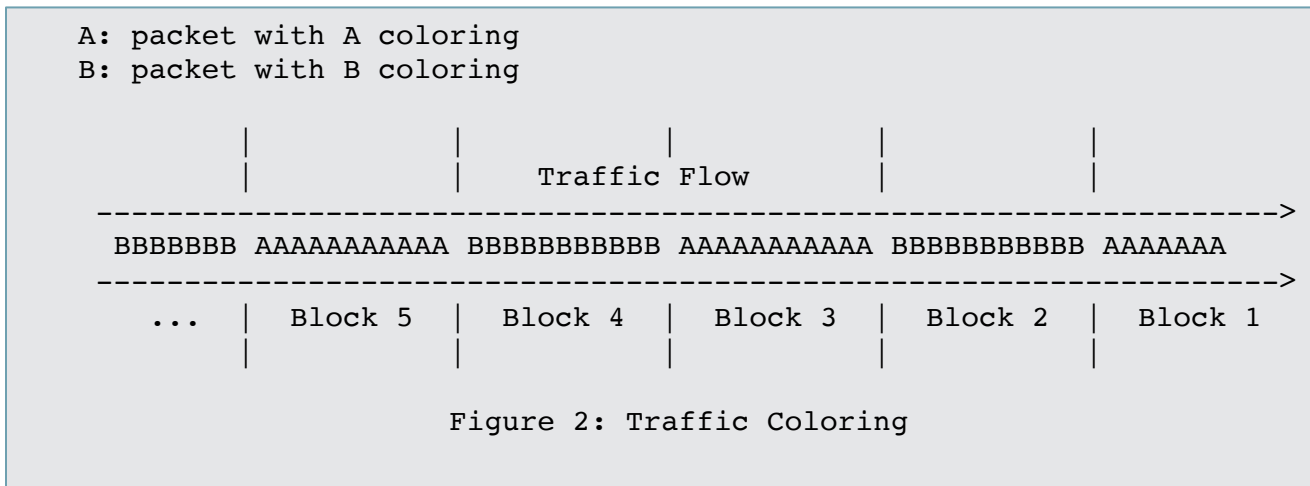 A: packet with A coloring
B: packet with B coloring
| | | | |
| | Traffic Flow | |
------------------------------------------------------------------->
BBBBBBB AAAAAAAAAAA BBBBBBBBBBB AAAAAAAAAAA BBBBBBBBBBB AAAAAAA
------------------------------------------------------------------->
... | Block 5 | Block 4 | Block 3 | Block 2 | Block 1
| | | | |
Figure 2: Traffic Coloring